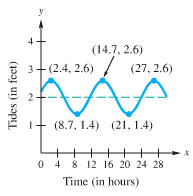 y
4
(14.7, 2.6)
3
(2.4, 2.6) (27, 2.6)
2
1
(8.7, 1.4) (21, 1.4)
x
0 4 8 12 16 20 24 28
Tides (in feet)
Time (in hours)